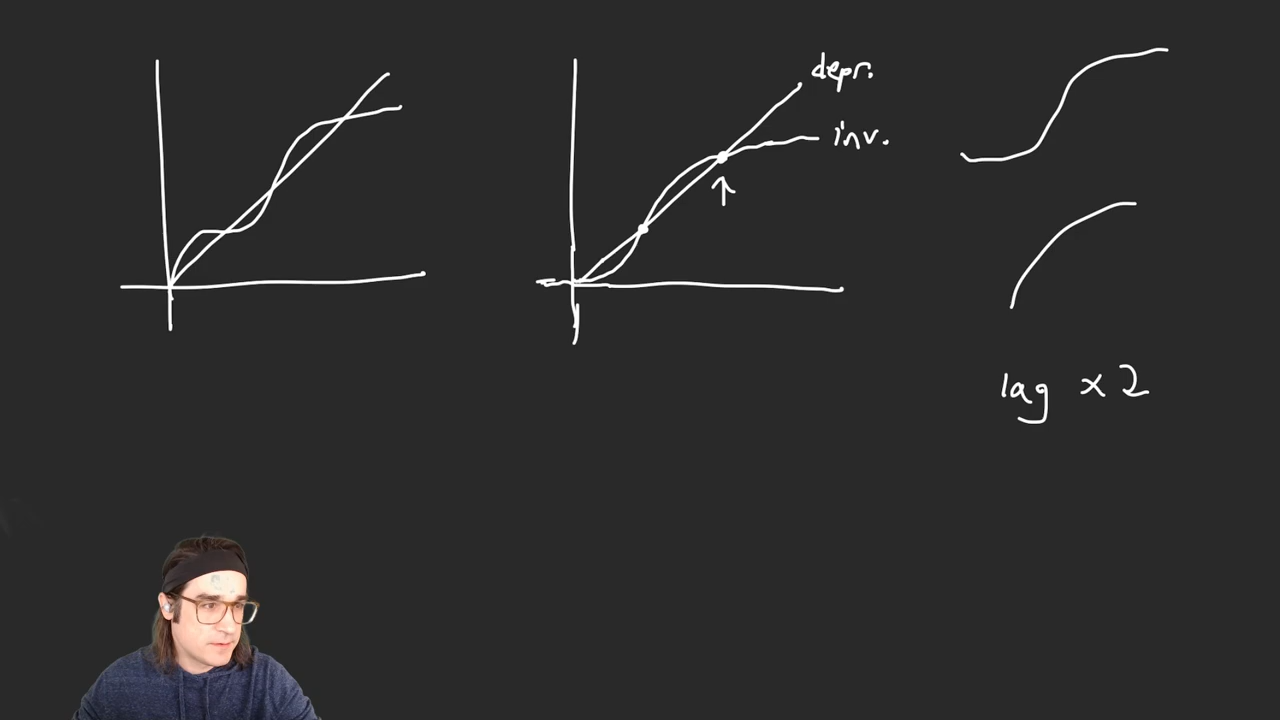 depr.
inv.
lag x 2